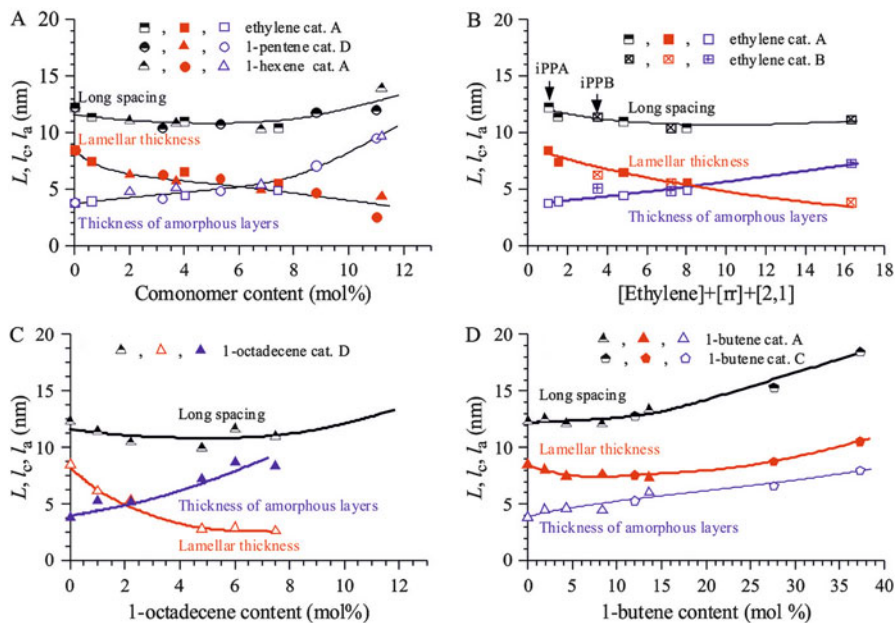 A
, , ethylene cat. A
, , 1-pentene cat. D
, , 1-hexene cat. A
Long spacing
Lamellar thickness
Thickness of amorphous layers
L, lc, la (nm)
20
15
10
5
0
0 2 4 6 8 10 12
Comonomer content (mol%)
B
, , ethylene cat. A
, , ethylene cat. B
iPPA
iPPB
Long spacing
Lamellar thickness
Thickness of amorphous layers
L, lc, la (nm)
20
15
10
5
0
0 2 4 6 8 10 12 14 16 18
[Ethylene]+[rr]+[2,1]
C
, , 1-octadecene cat. D
Long spacing
Thickness of amorphous layers
Lamellar thickness
L, lc, la (nm)
20
15
10
5
0
0 2 4 6 8 10 12
1-octadecene content (mol%)
D
, , 1-butene cat. A
, , 1-butene cat. C
Long spacing
Lamellar thickness
Thickness of amorphous layers
L, lc, la (nm)
20
15
10
5
0
0 5 10 15 20 25 30 35 40
1-butene content (mol %)